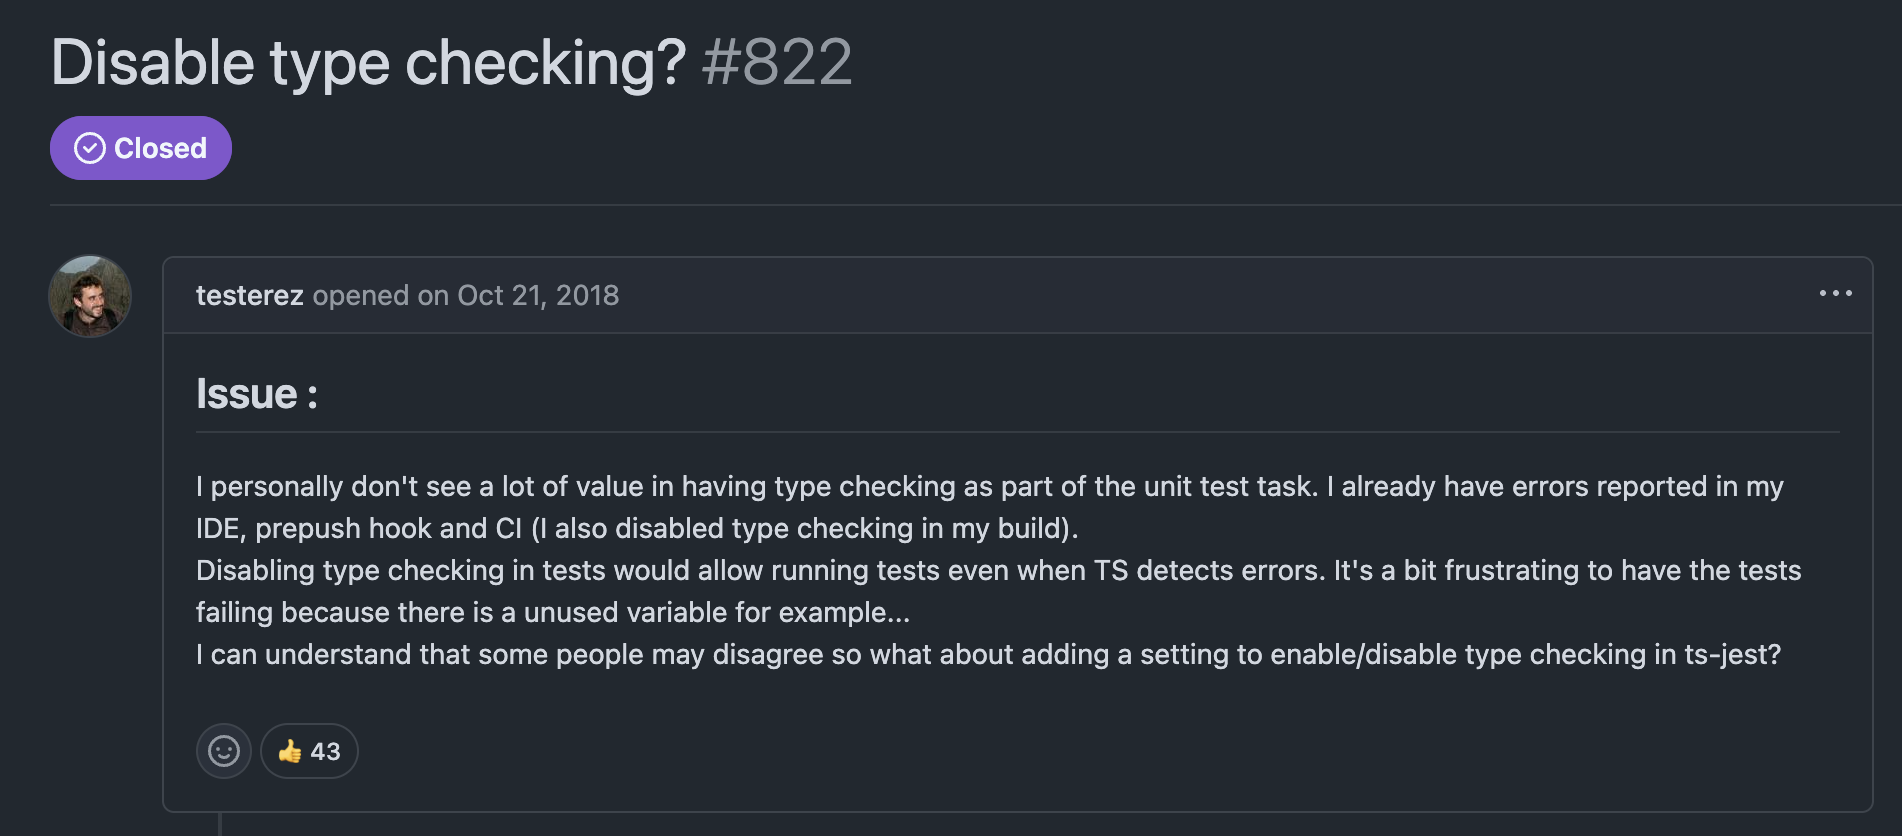 Disable type checking? #822
Closed
testerez opened on Oct 21, 2018
Issue :
I personally don't see a lot of value in having type checking as part of the unit test task. I already have errors reported in my
IDE, prepush hook and CI (I also disabled type checking in my build).
Disabling type checking in tests would allow running tests even when TS detects errors. It's a bit frustrating to have the tests
failing because there is a unused variable for example...
I can understand that some people may disagree so what about adding a setting to enable/disable type checking in ts-jest?
👍 43